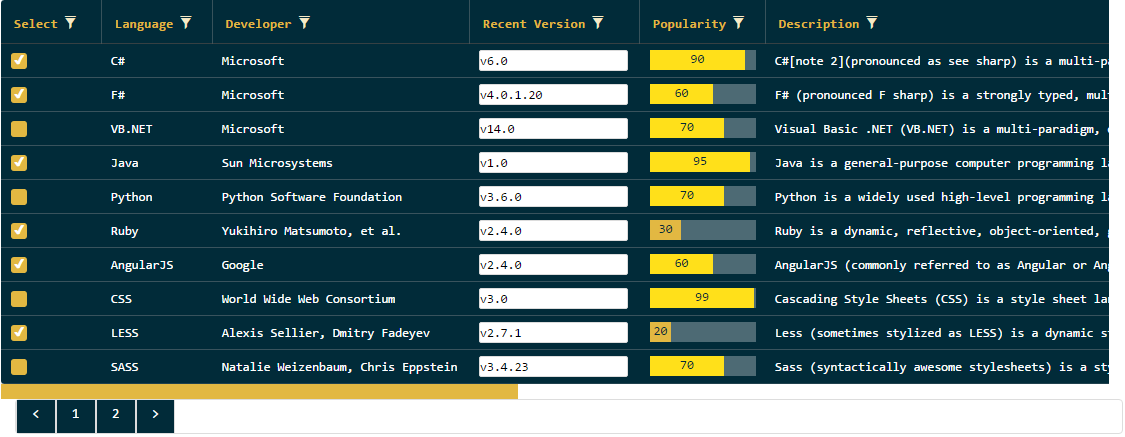 Select Language Developer Recent Version Popularity Description
C# Microsoft v6.0 90 C#[note 2](pronounced as see sharp) is a multi-pa
F# Microsoft v4.0.1.20 60 F# (pronounced F sharp) is a strongly typed, mul
VB.NET Microsoft v14.0 70 Visual Basic .NET (VB.NET) is a multi-paradigm,
Java Sun Microsystems v1.0 95 Java is a general-purpose computer programming la
Python Python Software Foundation v3.6.0 70 Python is a widely used high-level programming la
Ruby Yukihiro Matsumoto, et al. v2.4.0 30 Ruby is a dynamic, reflective, object-oriented,
AngularJS Google v2.4.0 60 AngularJS (commonly referred to as Angular or Ang
CSS World Wide Web Consortium v3.0 99 Cascading Style Sheets (CSS) is a style sheet lan
LESS Alexis Sellier, Dmitry Fadeyev v2.7.1 20 Less (sometimes stylized as LESS) is a dynamic st
SASS Natalie Weizenbaum, Chris Eppstein v3.4.23 70 Sass (syntactically awesome stylesheets) is a sty
< 1 2 >